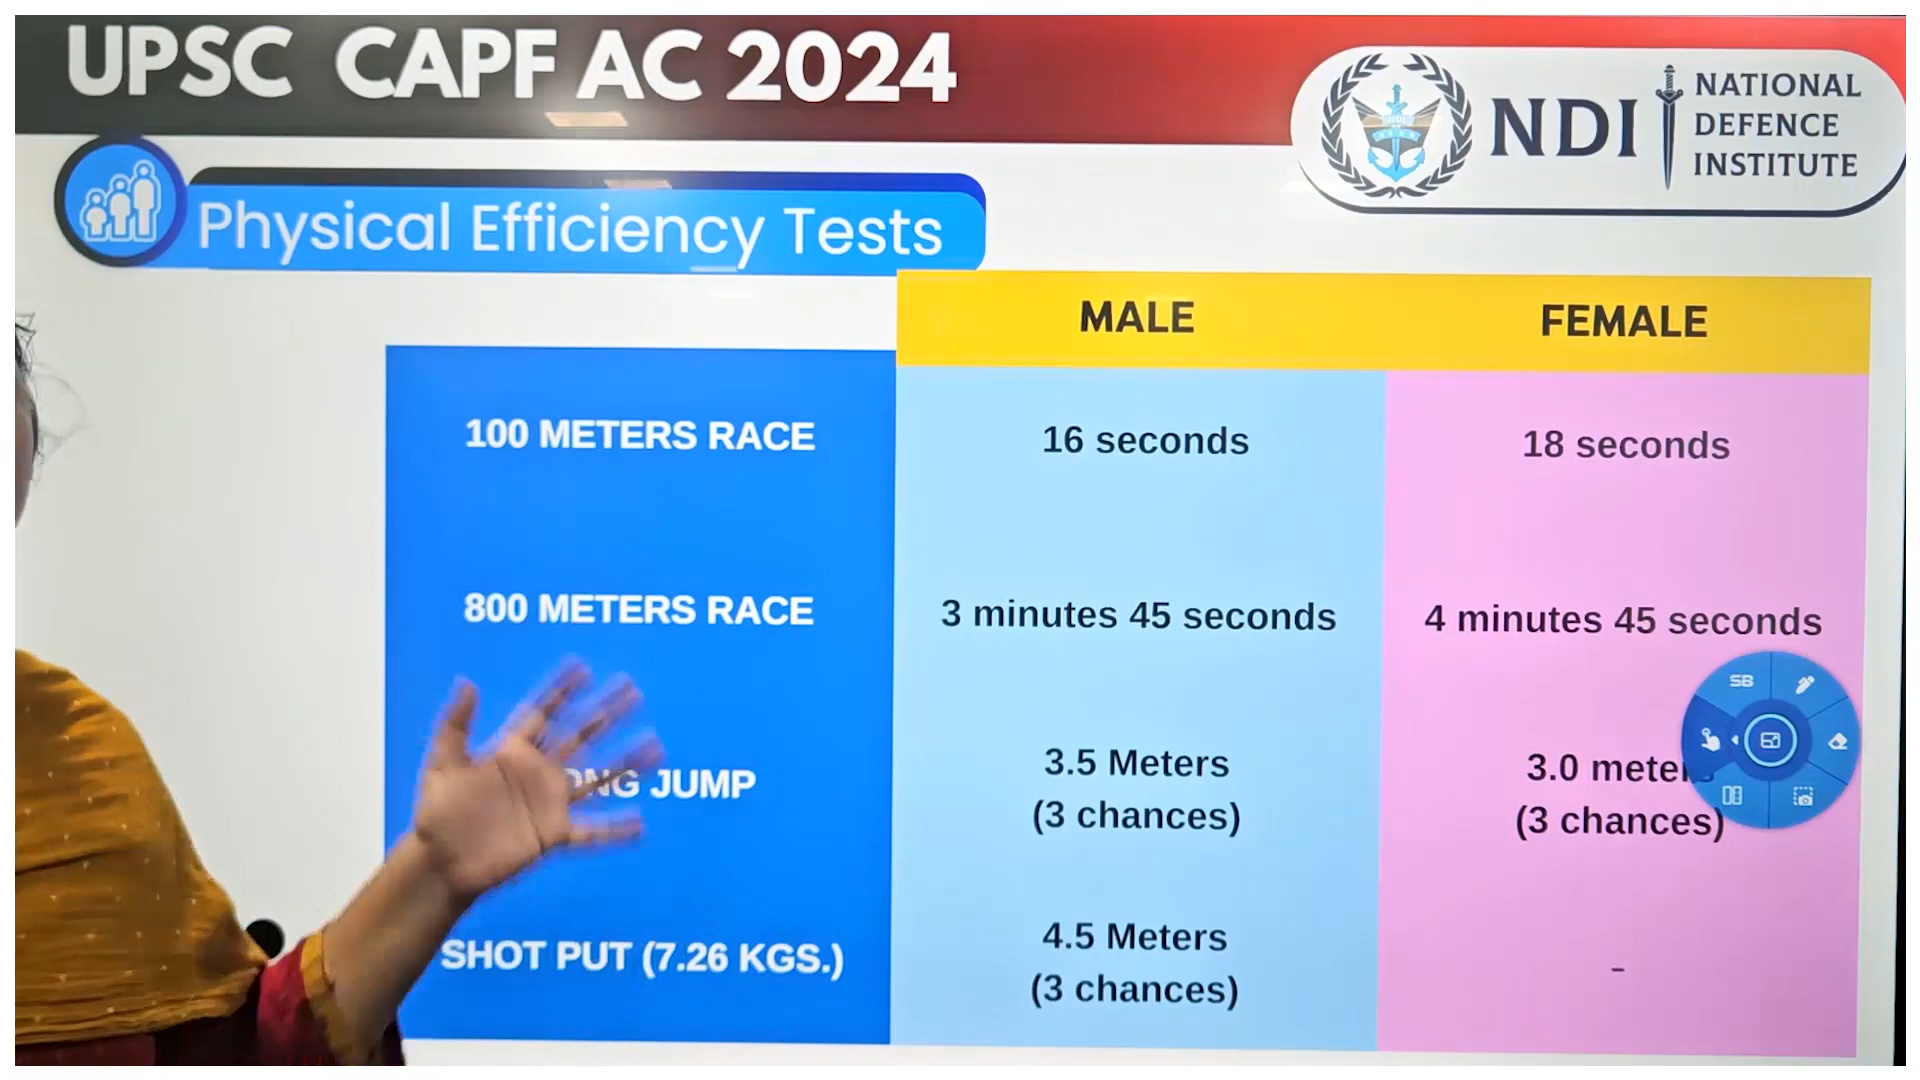 UPSC CAPF AC 2024
NDI
NATIONAL
DEFENCE
INSTITUTE
Physical Efficiency Tests
MALE FEMALE
100 METERS RACE 16 seconds 18 seconds
800 METERS RACE 3 minutes 45 seconds 4 minutes 45 seconds
SB
JUMP 3.5 Meters 3.0
(3 chances) (3 chances)
SHOT PUT (7.26 KGS.) 4.5 Meters -
(3 chances)